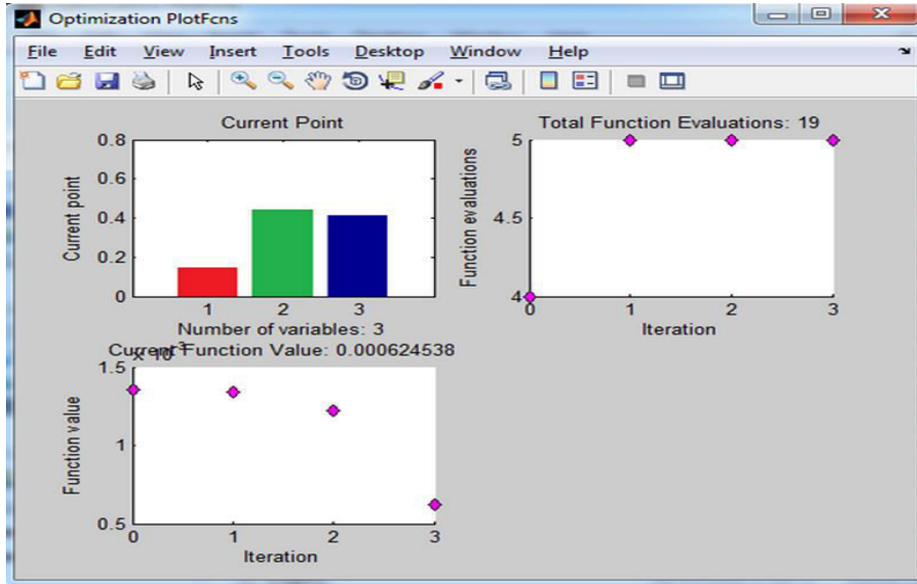 Optimization PlotFcns
File Edit View Insert Tools Desktop Window Help
Current Point
Current point
0.8
0.6
0.4
0.2
0
1 2 3
Number of variables: 3
Total Function Evaluations: 19
Function evaluations
5
4.5
4
0 1 2 3
Iteration
Current Function Value: 0.000624538
× 10⁻³
Function value
1.5
1
0.5
0 1 2 3
Iteration